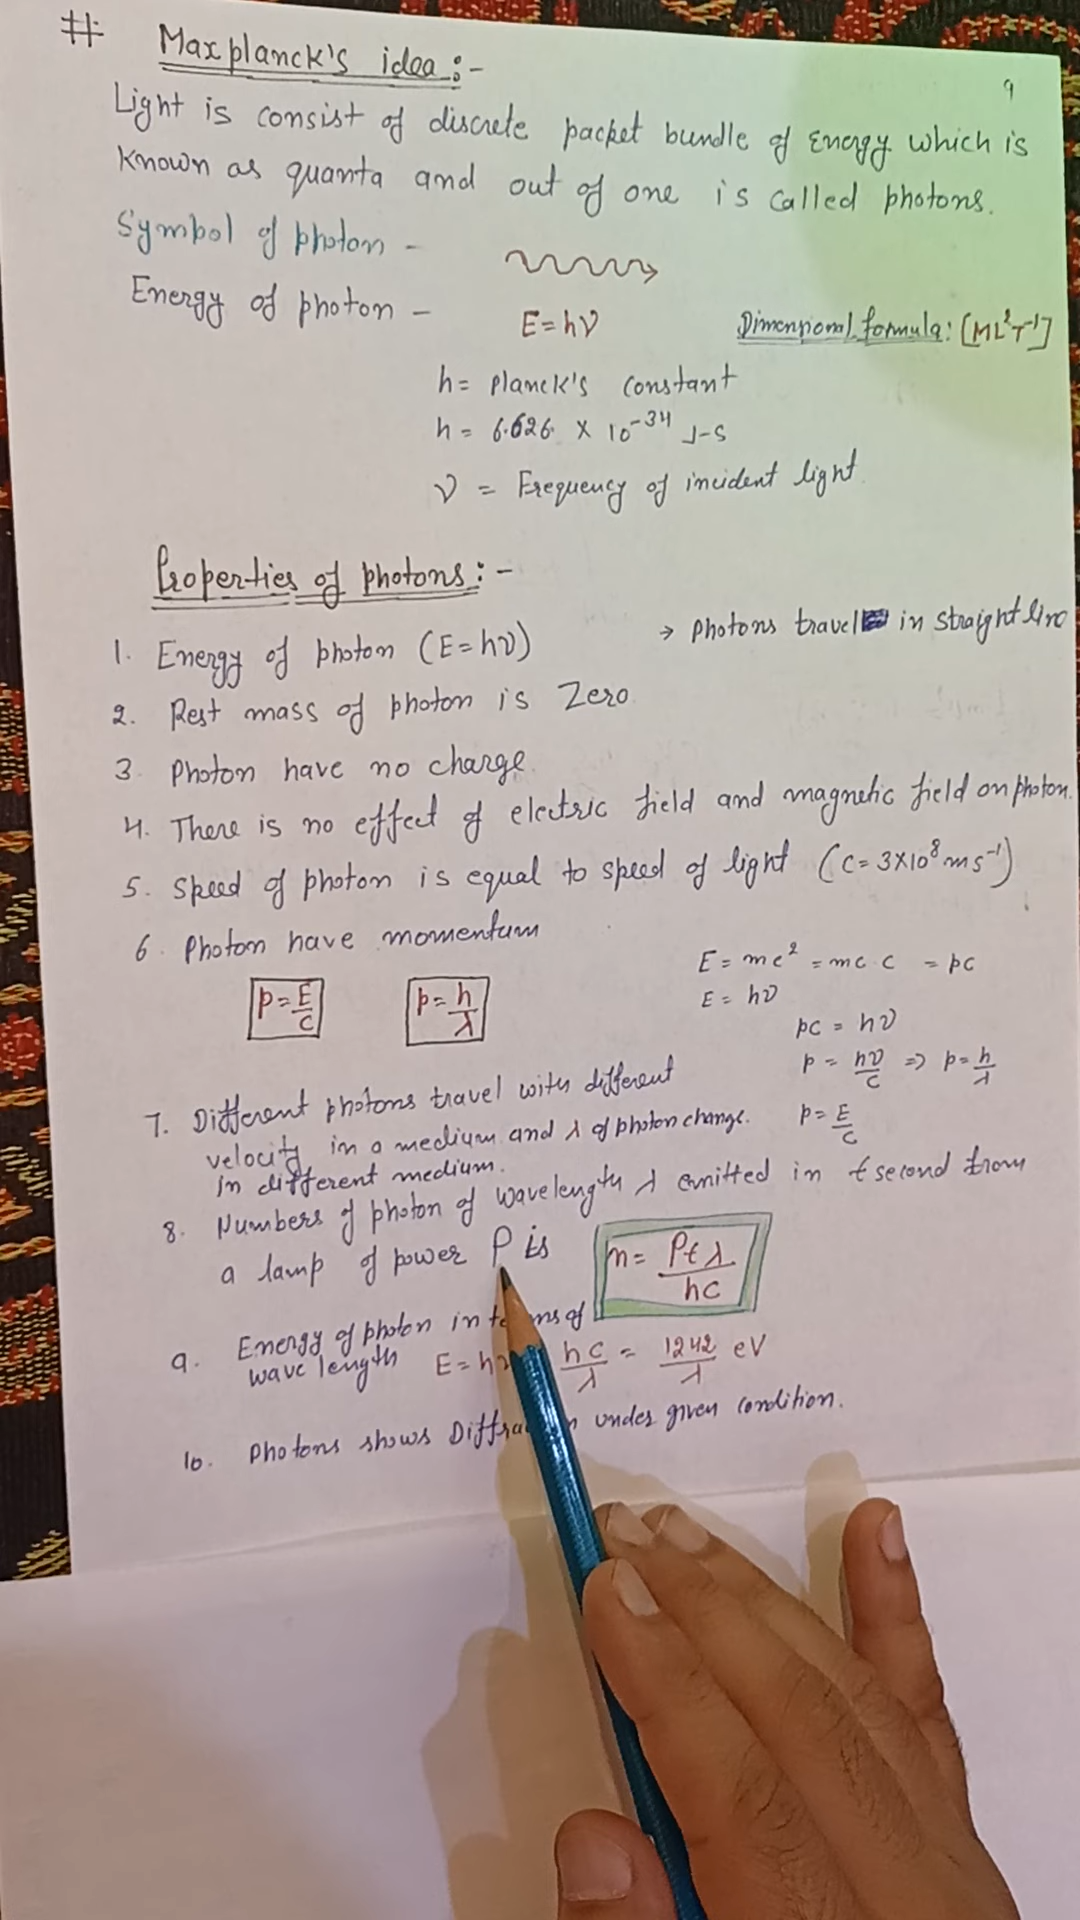 # Maxplanck's idea :-
9
Light is consist of discrete packet bundle of Energy which is
known as quanta and out of one is called photons.
Symbol of photon -
Energy of photon - E = hν
Dimensional formula: [ML²T⁻¹]
h = Planck's constant
h = 6.626 × 10⁻³⁴ J-S
ν = Frequency of incident light
Properties of photons :-
1. Energy of photon (E = hν)
→ Photons travel in straight line
2. Rest mass of photon is Zero
3. Photon have no charge.
4. There is no effect of electric field and magnetic field on photon.
5. Speed of photon is equal to speed of light (C = 3×10⁸ ms⁻¹)
6. Photon have momentum
p = E/C p = h/λ
E = mc² = mc·c = pc
E = hν
pc = hν
p = hν/c ⇒ p = h/λ
p = E/C
7. Different photons travel with different
velocity in a medium and λ of photon change.
in different medium.
8. Numbers of photon of wavelength λ emitted in t second from
a lamp of power P is n = Ptλ/hc
9. Energy of photon in of
wave length E = hc/λ = 1242/λ eV
10. Photons shows under given condition.